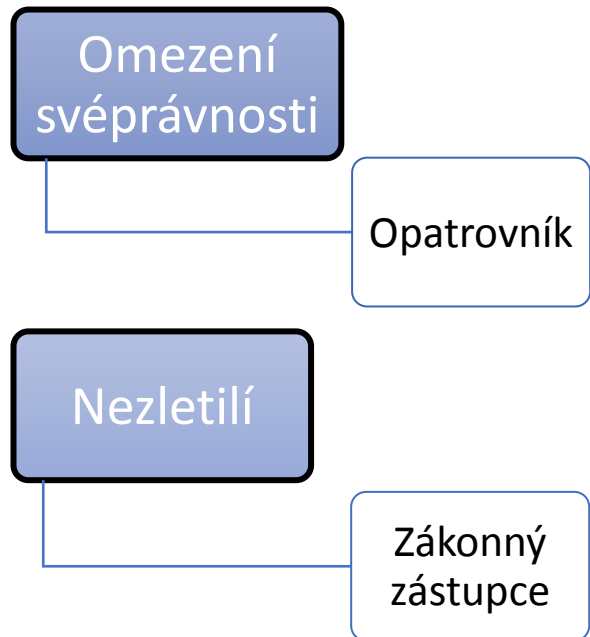 Omezení
svéprávnosti
Opatrovník
Nezletilí
Zákonný
zástupce